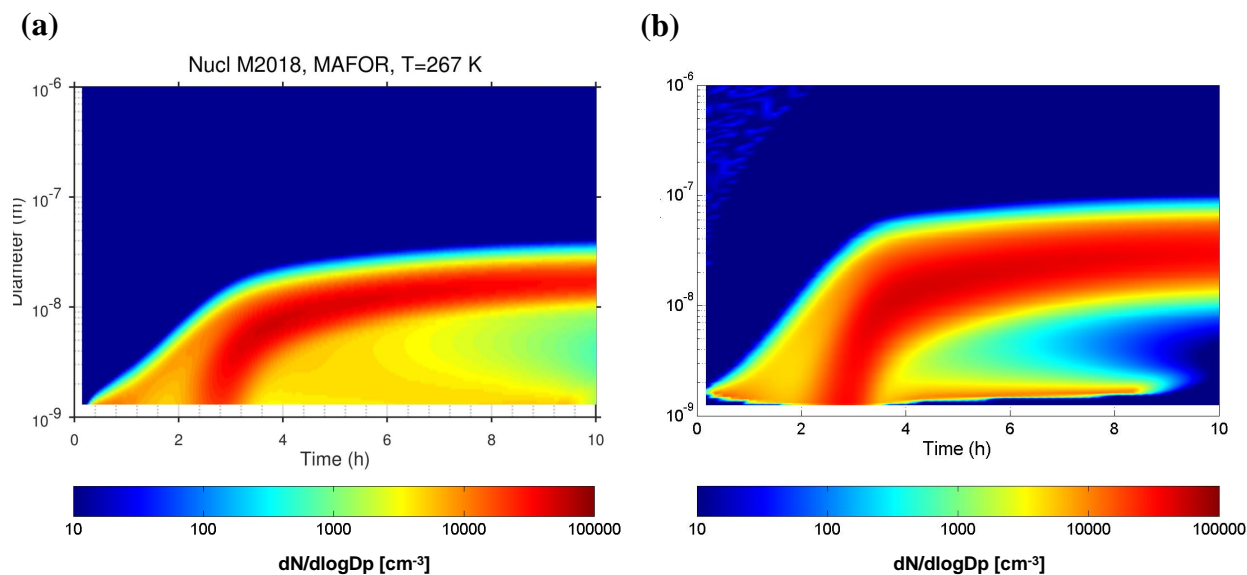 (a)
Nucl M2018, MAFOR, T=267 K
10-6
10-7
10-8
10-9
Diameter (m)
0 2 4 6 8 10
Time (h)
10 100 1000 10000 100000
dN/dlogDp [cm-3]
(b)
10-6
10-7
10-8
10-9
0 2 4 6 8 10
Time (h)
10 100 1000 10000 100000
dN/dlogDp [cm-3]